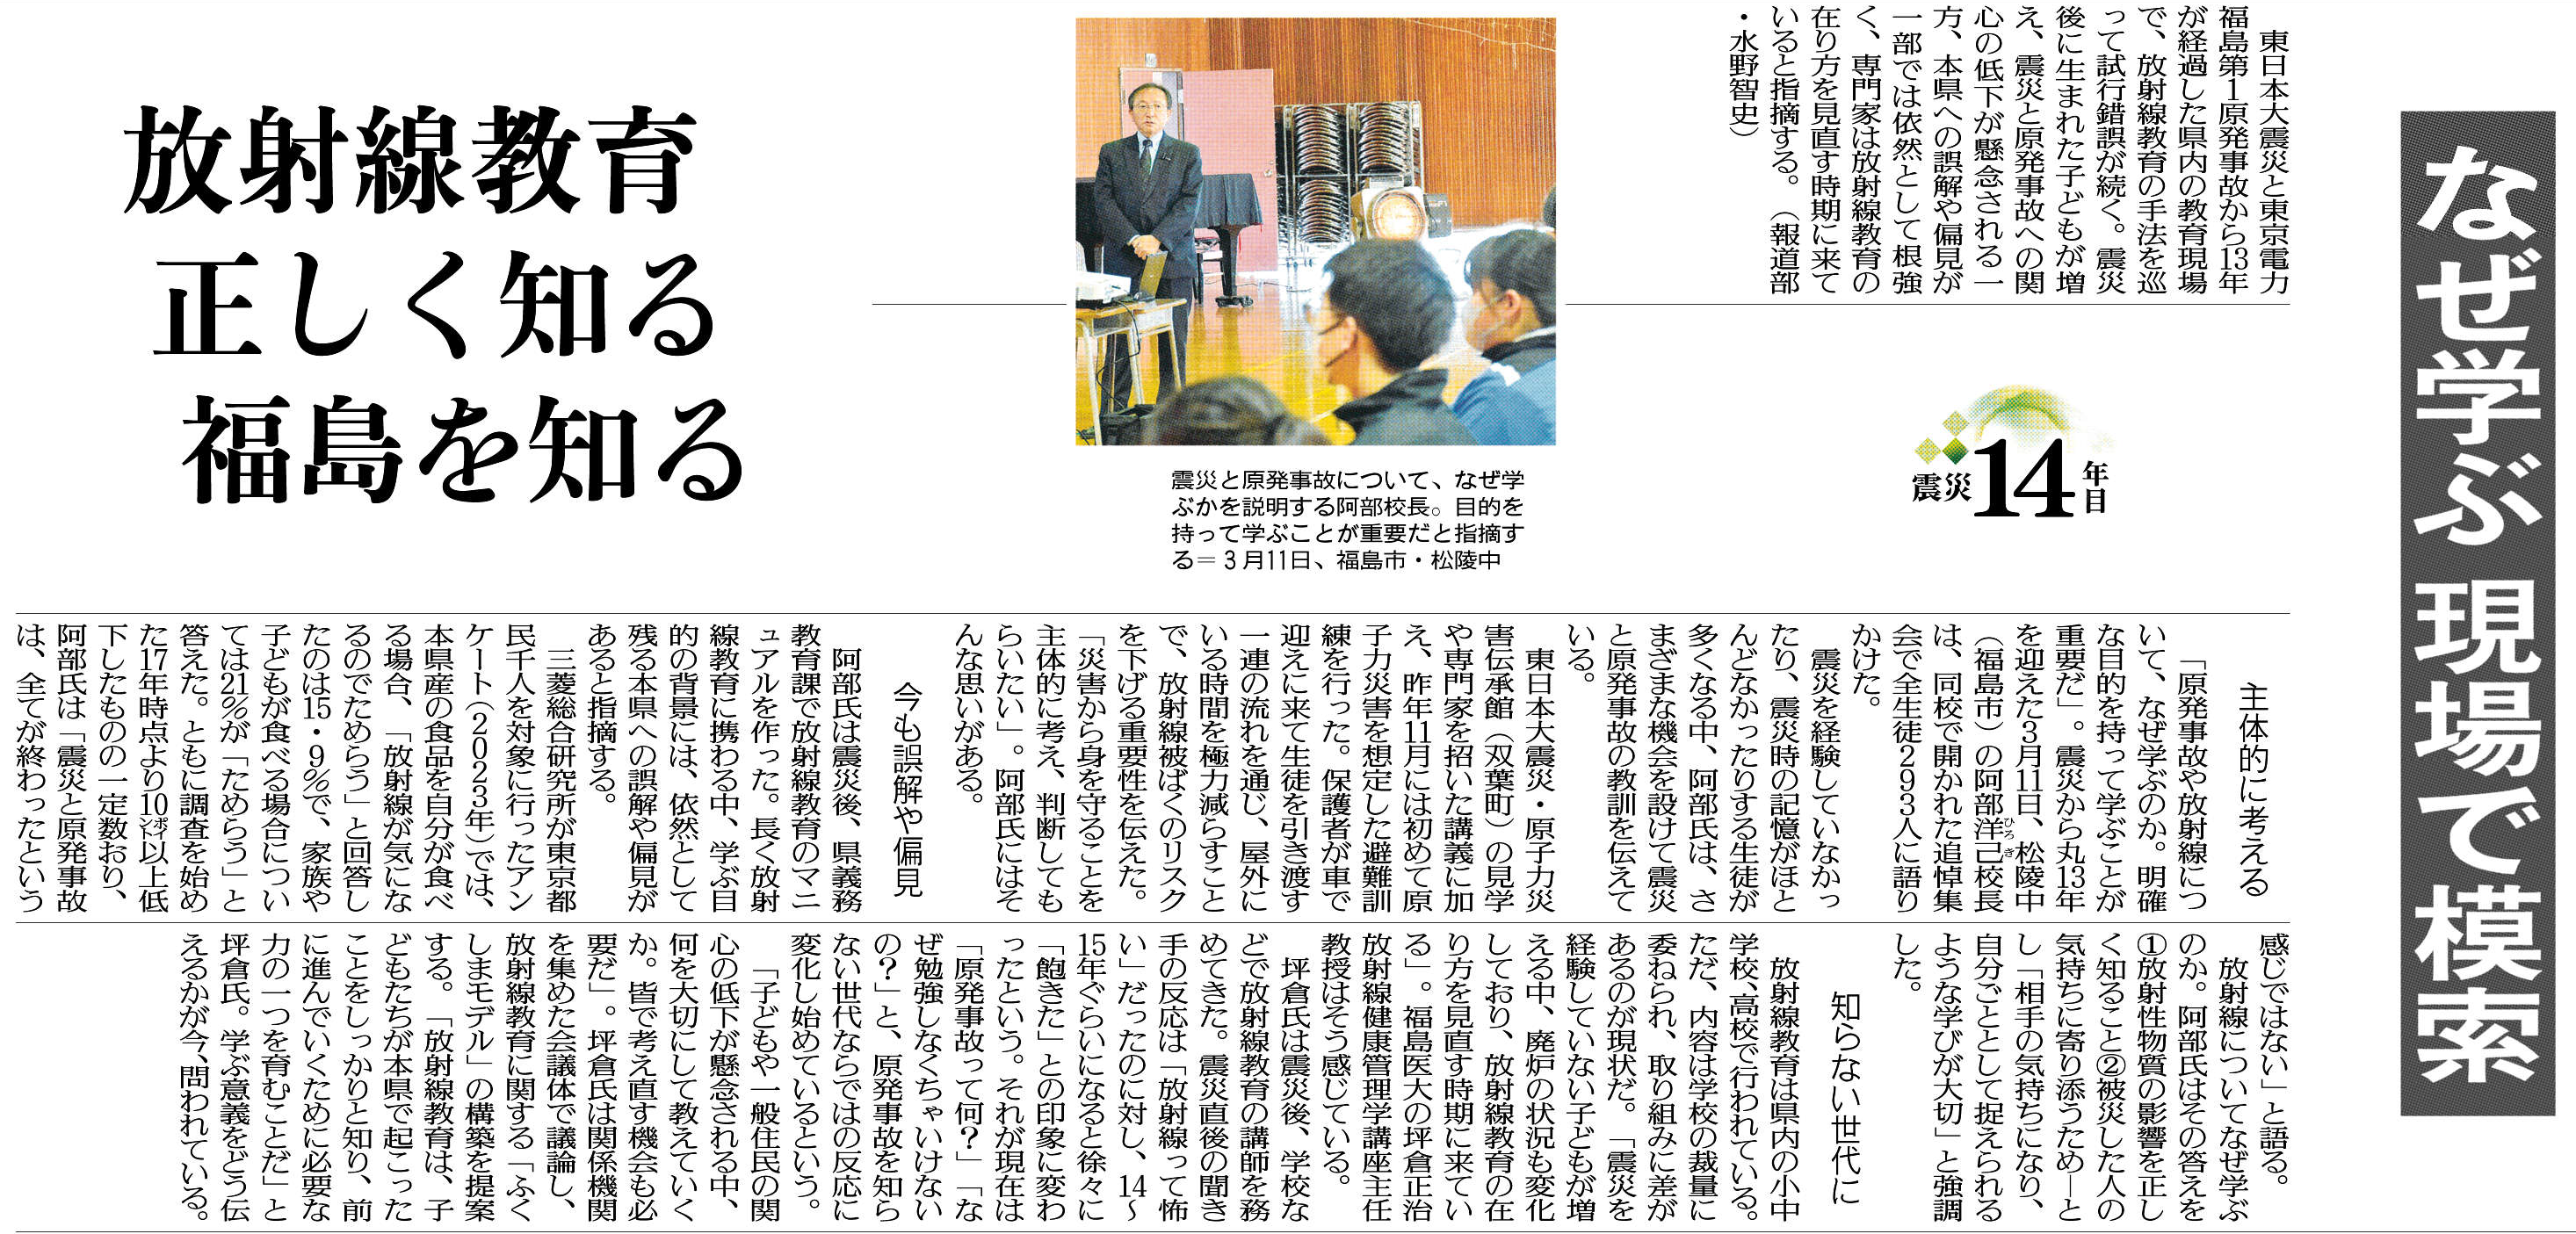 なぜ学ぶ 現場で模索
放射線教育
正しく知る
福島を知る
東日本大震災と東京電力
福島第1原発事故から13年
が経過した県内の教育現場
で、放射線教育の手法を巡
って試行錯誤が続く。震災
後に生まれた子どもが増
え、震災と原発事故への関
心の低下が懸念される一
方、本県への誤解や偏見が
一部では依然として根強
く、専門家は放射線教育の
在り方を見直す時期に来て
いると指摘する。（報道部
・水野智史）
震災14年目
震災と原発事故について、なぜ学
ぶかを説明する阿部校長。目的を
持って学ぶことが重要だと指摘す
る＝3月11日、福島市・松陵中
主体的に考える
「原発事故や放射線につ
いて、なぜ学ぶのか。明確
な目的を持って学ぶことが
重要だ」。震災から丸13年
を迎えた3月11日、松陵中
（福島市）の阿部洋己校長
ひろき
は、同校で開かれた追悼集
会で全生徒293人に語り
かけた。
震災を経験していなかっ
たり、震災時の記憶がほと
んどなかったりする生徒が
多くなる中、阿部氏は、さ
まざまな機会を設けて震災
と原発事故の教訓を伝えて
いる。
東日本大震災・原子力災
害伝承館（双葉町）の見学
や専門家を招いた講義に加
え、昨年11月には初めて原
子力災害を想定した避難訓
練を行った。保護者が車で
迎えに来て生徒を引き渡す
一連の流れを通じ、屋外に
いる時間を極力減らすこと
で、放射線被ばくのリスク
を下げる重要性を伝えた。
「災害から身を守ることを
主体的に考え、判断しても
らいたい」。阿部氏にはそ
んな思いがある。
今も誤解や偏見
阿部氏は震災後、県義務
教育課で放射線教育のマニ
ュアルを作った。長く放射
線教育に携わる中、学ぶ目
的の背景には、依然として
残る本県への誤解や偏見が
あると指摘する。
三菱総合研究所が東京都
民千人を対象に行ったアン
ケート（2023年）では、
本県産の食品を自分が食べ
る場合、「放射線が気にな
るのでためらう」と回答し
たのは15・9％で、家族や
子どもが食べる場合につい
ては21％が「ためらう」と
答えた。ともに調査を始め
た17年時点より10ポイント以上低
下したものの一定数おり、
阿部氏は「震災と原発事故
は、全てが終わったという
感じではない」と語る。
放射線についてなぜ学ぶ
のか。阿部氏はその答えを
①放射性物質の影響を正し
く知ること②被災した人の
気持ちに寄り添うため―と
し「相手の気持ちになり、
自分ごととして捉えられる
ような学びが大切」と強調
した。
知らない世代に
放射線教育は県内の小中
学校、高校で行われている。
ただ、内容は学校の裁量に
委ねられ、取り組みに差が
あるのが現状だ。「震災を
経験していない子どもが増
える中、廃炉の状況も変化
しており、放射線教育の在
り方を見直す時期に来てい
る」。福島医大の坪倉正治
放射線健康管理学講座主任
教授はそう感じている。
坪倉氏は震災後、学校な
どで放射線教育の講師を務
めてきた。震災直後の聞き
手の反応は「放射線って怖
い」だったのに対し、14～
15年ぐらいになると徐々に
「飽きた」との印象に変わ
ったという。それが現在は
「原発事故って何？」「な
ぜ勉強しなくちゃいけない
の？」と、原発事故を知ら
ない世代ならではの反応に
変化し始めているという。
「子どもや一般住民の関
心の低下が懸念される中、
何を大切にして教えていく
か。皆で考え直す機会も必
要だ」。坪倉氏は関係機関
を集めた会議体で議論し、
放射線教育に関する「ふく
しまモデル」の構築を提案
する。「放射線教育は、子
どもたちが本県で起こった
ことをしっかりと知り、前
に進んでいくために必要な
力の一つを育むことだ」と
坪倉氏。学ぶ意義をどう伝
えるかが今、問われている。